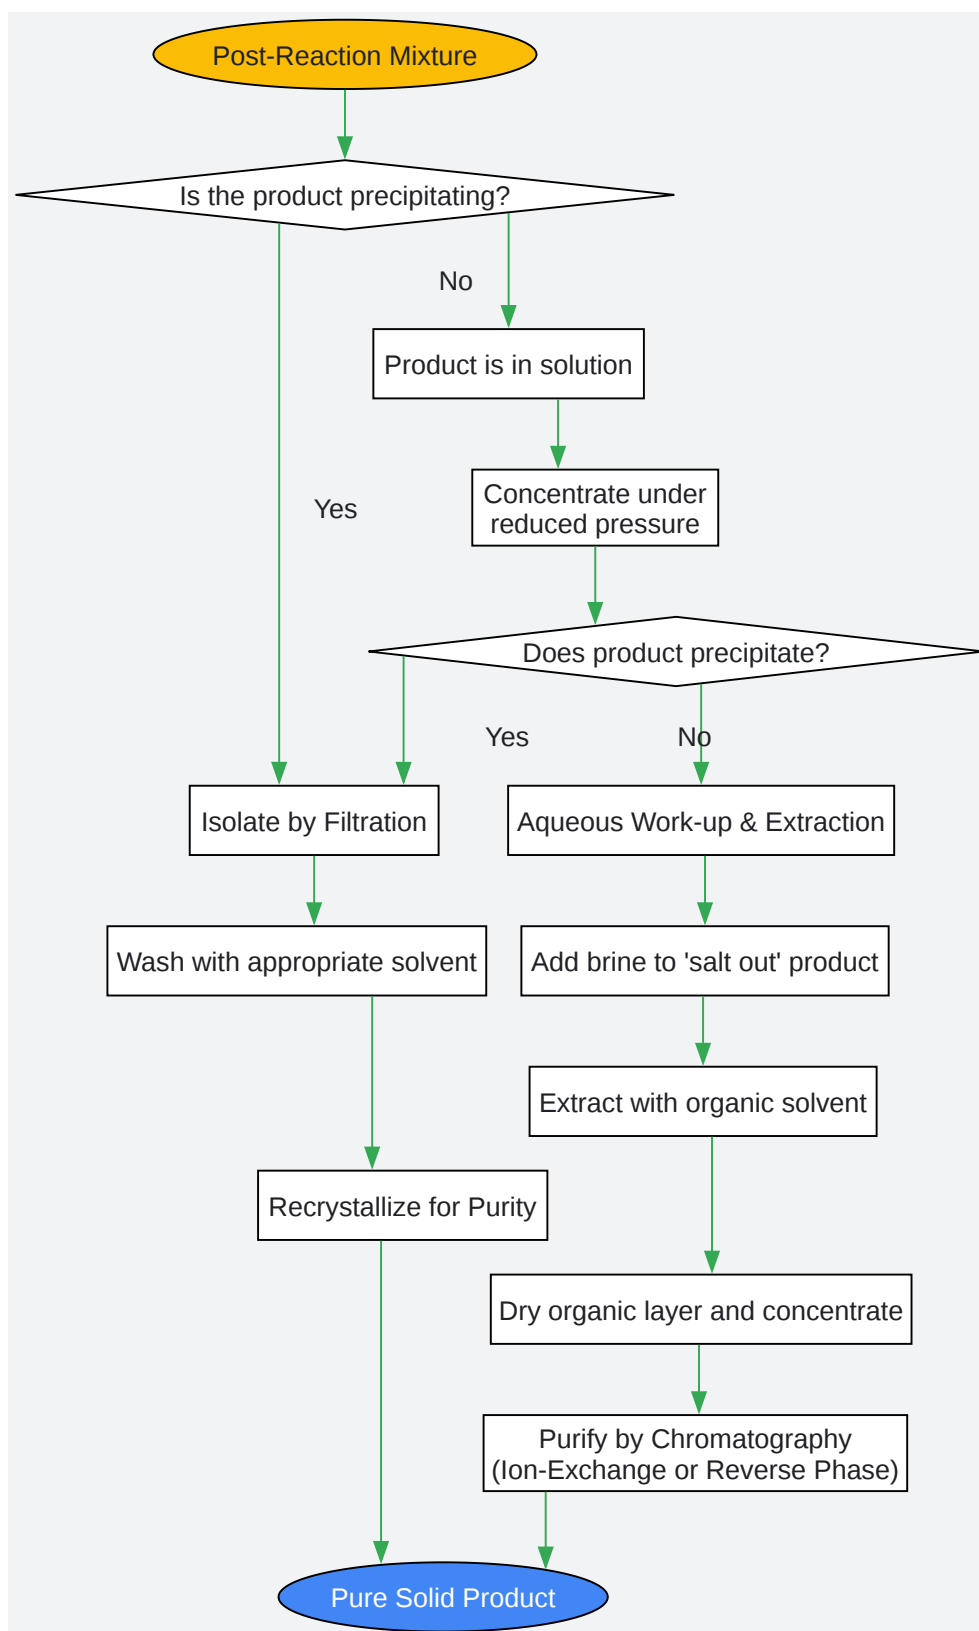 Post-Reaction Mixture
Is the product precipitating?
No
Product is in solution
Concentrate under
reduced pressure
Yes
Does product precipitate?
Yes
No
Isolate by Filtration
Aqueous Work-up & Extraction
Wash with appropriate solvent
Add brine to 'salt out' product
Extract with organic solvent
Recrystallize for Purity
Dry organic layer and concentrate
Purify by Chromatography
(Ion-Exchange or Reverse Phase)
Pure Solid Product